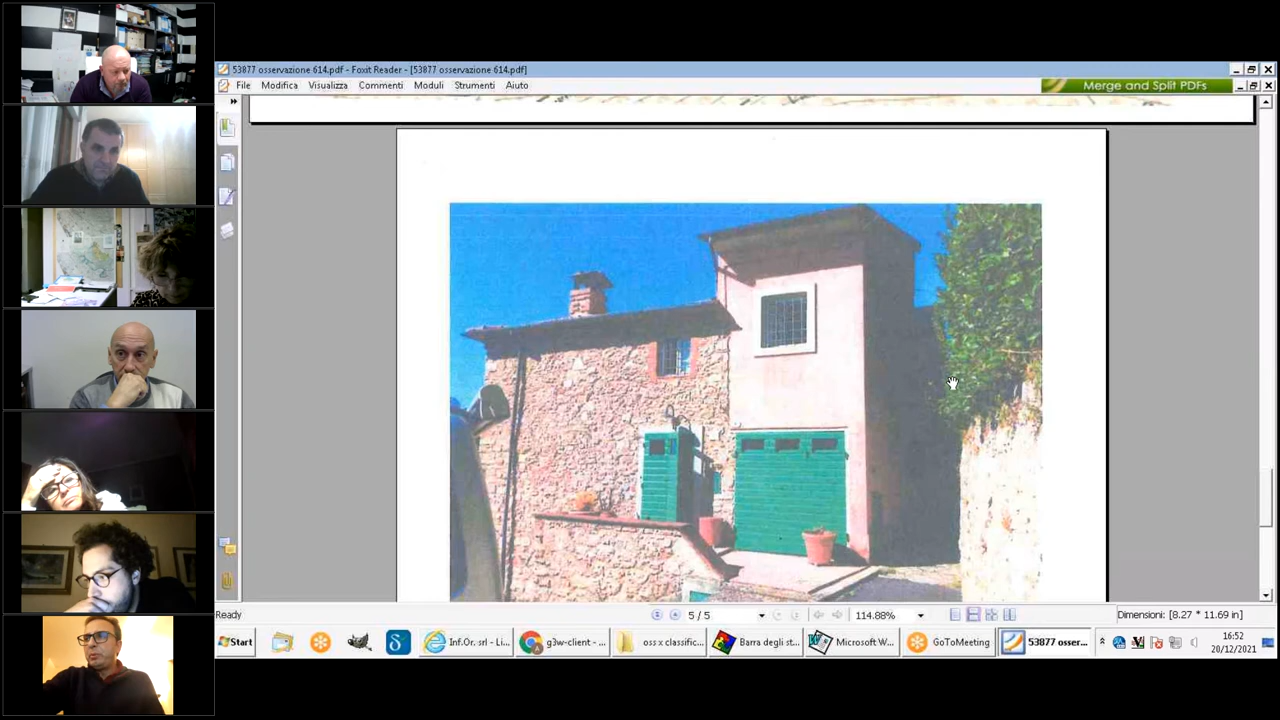 53877 osservazione 614.pdf - Foxit Reader - [53877 osservazione 614.pdf]
File Modifica Visualizza Commenti Moduli Strumenti Aiuto
Merge and Split PDFs
Ready
5 / 5
114.88%
Dimensioni: [8.27 * 11.69 in]
Start
Inf.Or. srl - Li...
g3w-client - ...
oss x classific...
Barra degli st...
Microsoft W...
GoToMeeting
53877 osser...
16:52
20/12/2021